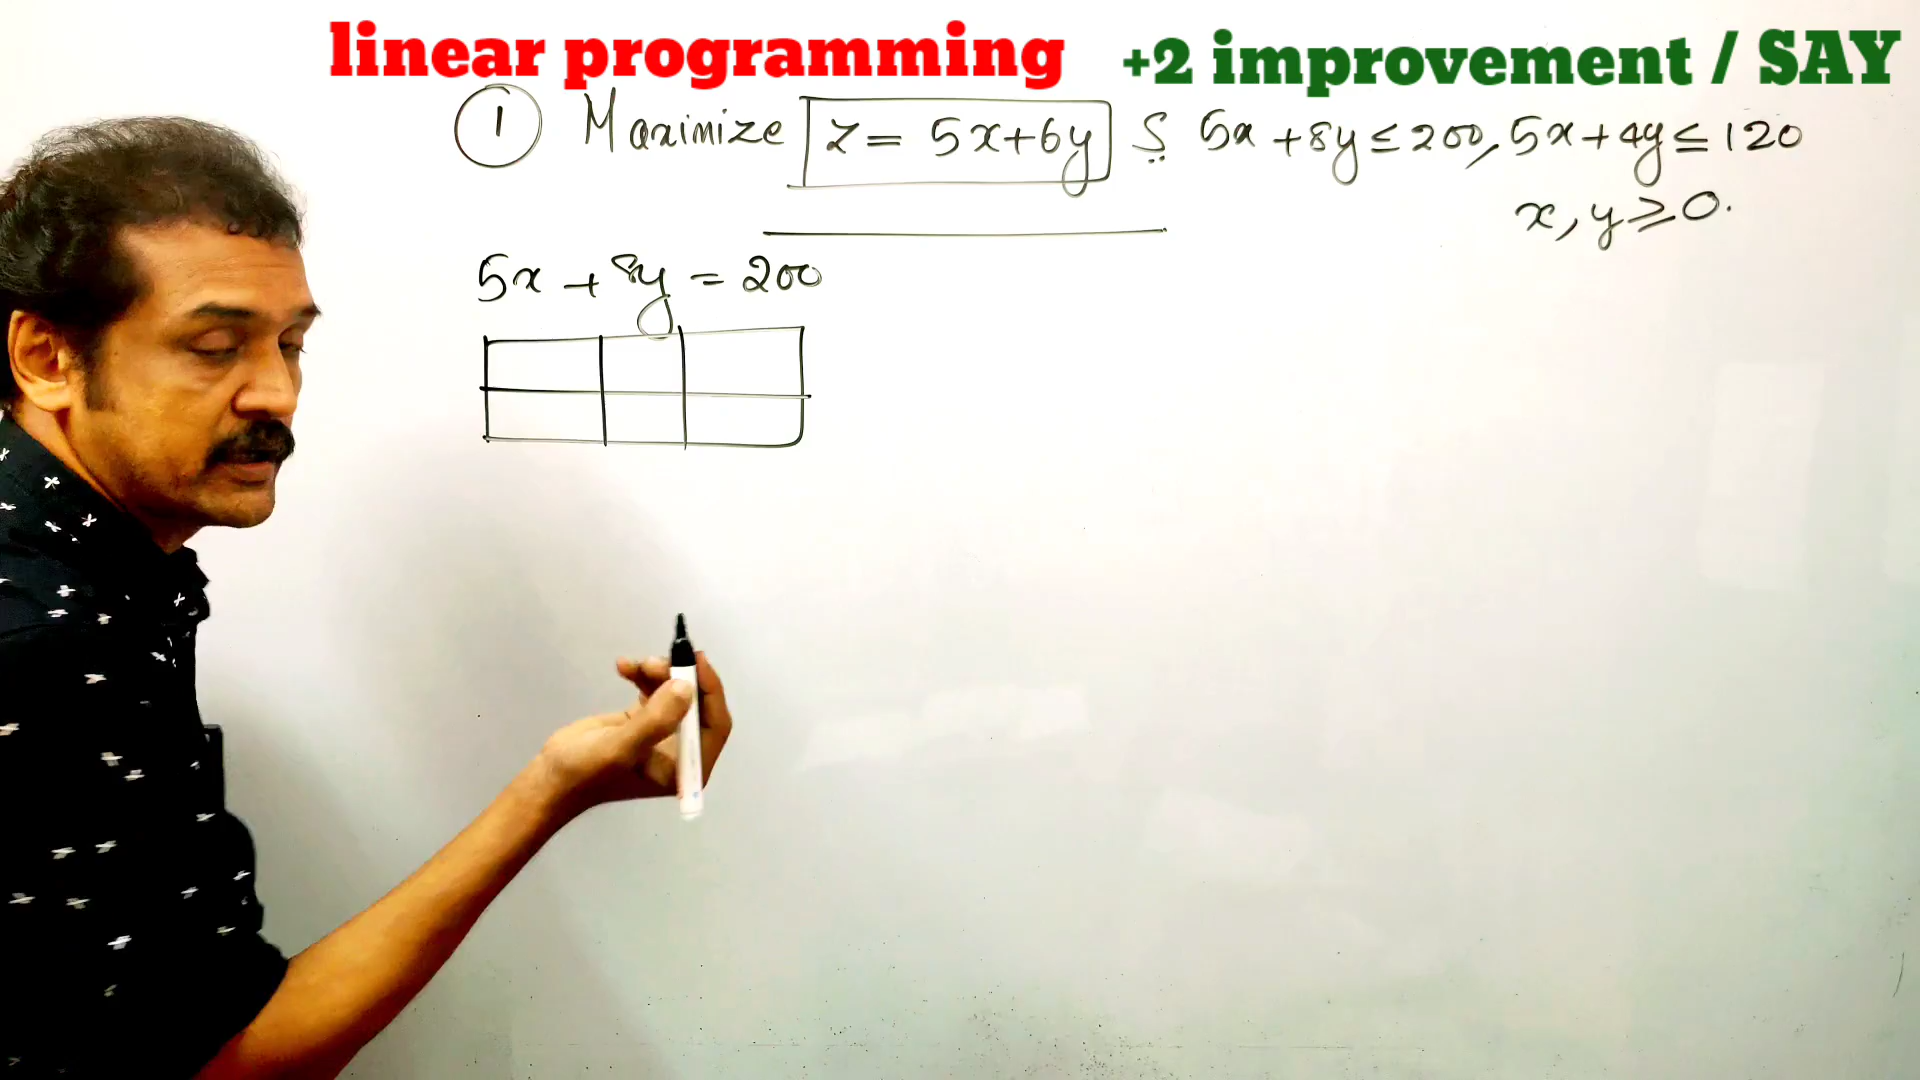 linear programming +2 improvement / SAY
1 Maximize z = 5x+6y S 5x + 8y ≤ 200, 5x + 4y ≤ 120
x, y ≥ 0.
5x + 8y = 200